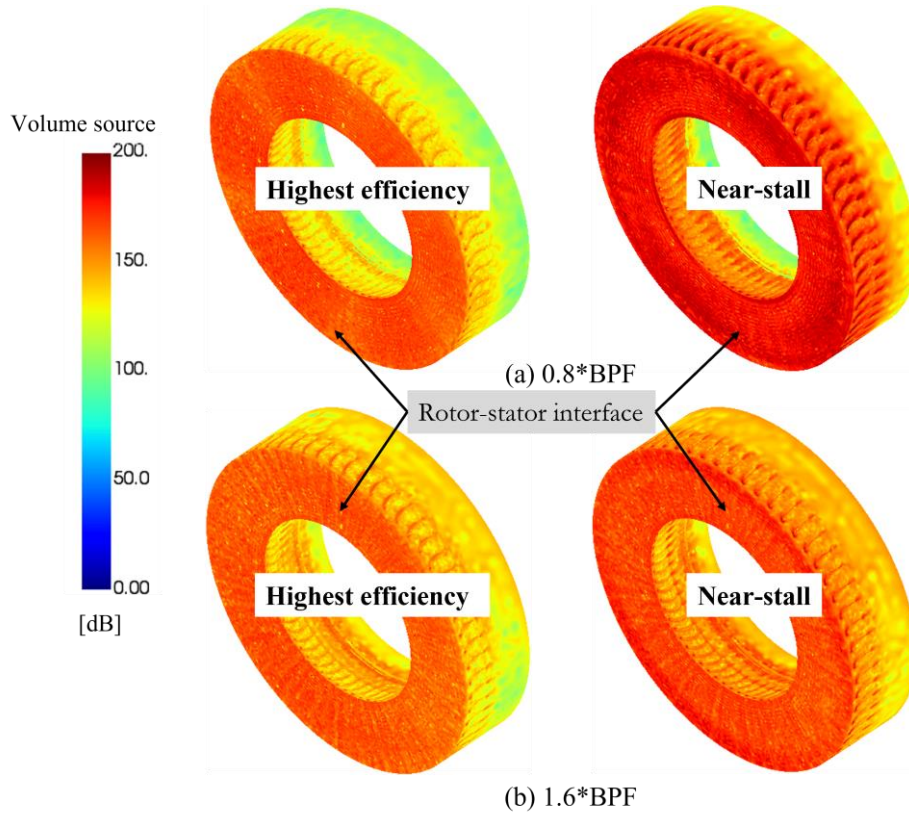 Volume source
200.
150.
100.
50.0
0.00
[dB]
Highest efficiency
Near-stall
(a) 0.8*BPF
Rotor-stator interface
Highest efficiency
Near-stall
(b) 1.6*BPF